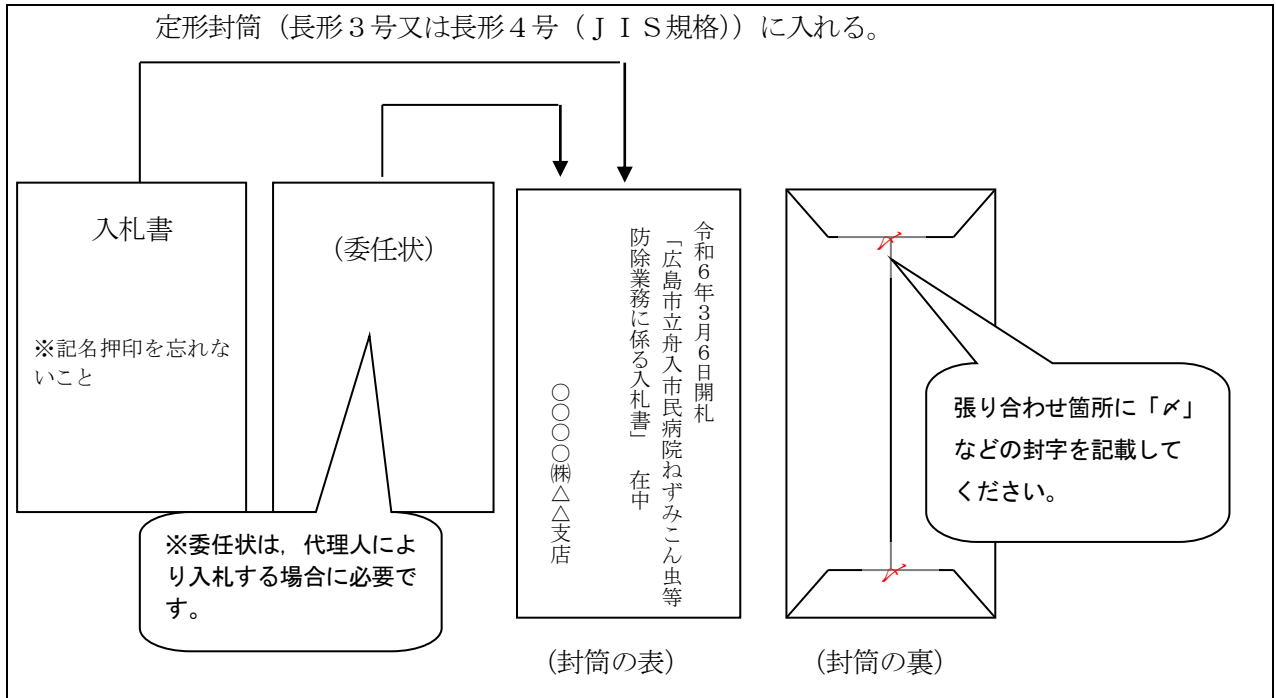 定形封筒（長形３号又は長形４号（ＪＩＳ規格））に入れる。
入札書
※記名押印を忘れな
いこと
（委任状）
※委任状は，代理人によ
り入札する場合に必要で
す。
令和６年３月６日開札
「広島市立舟入市民病院ねずみこん虫等
防除業務に係る入札書」　在中
○○○○㈱△△支店
（封筒の表）
〆
〆
張り合わせ箇所に「〆」
などの封字を記載して
ください。
（封筒の裏）